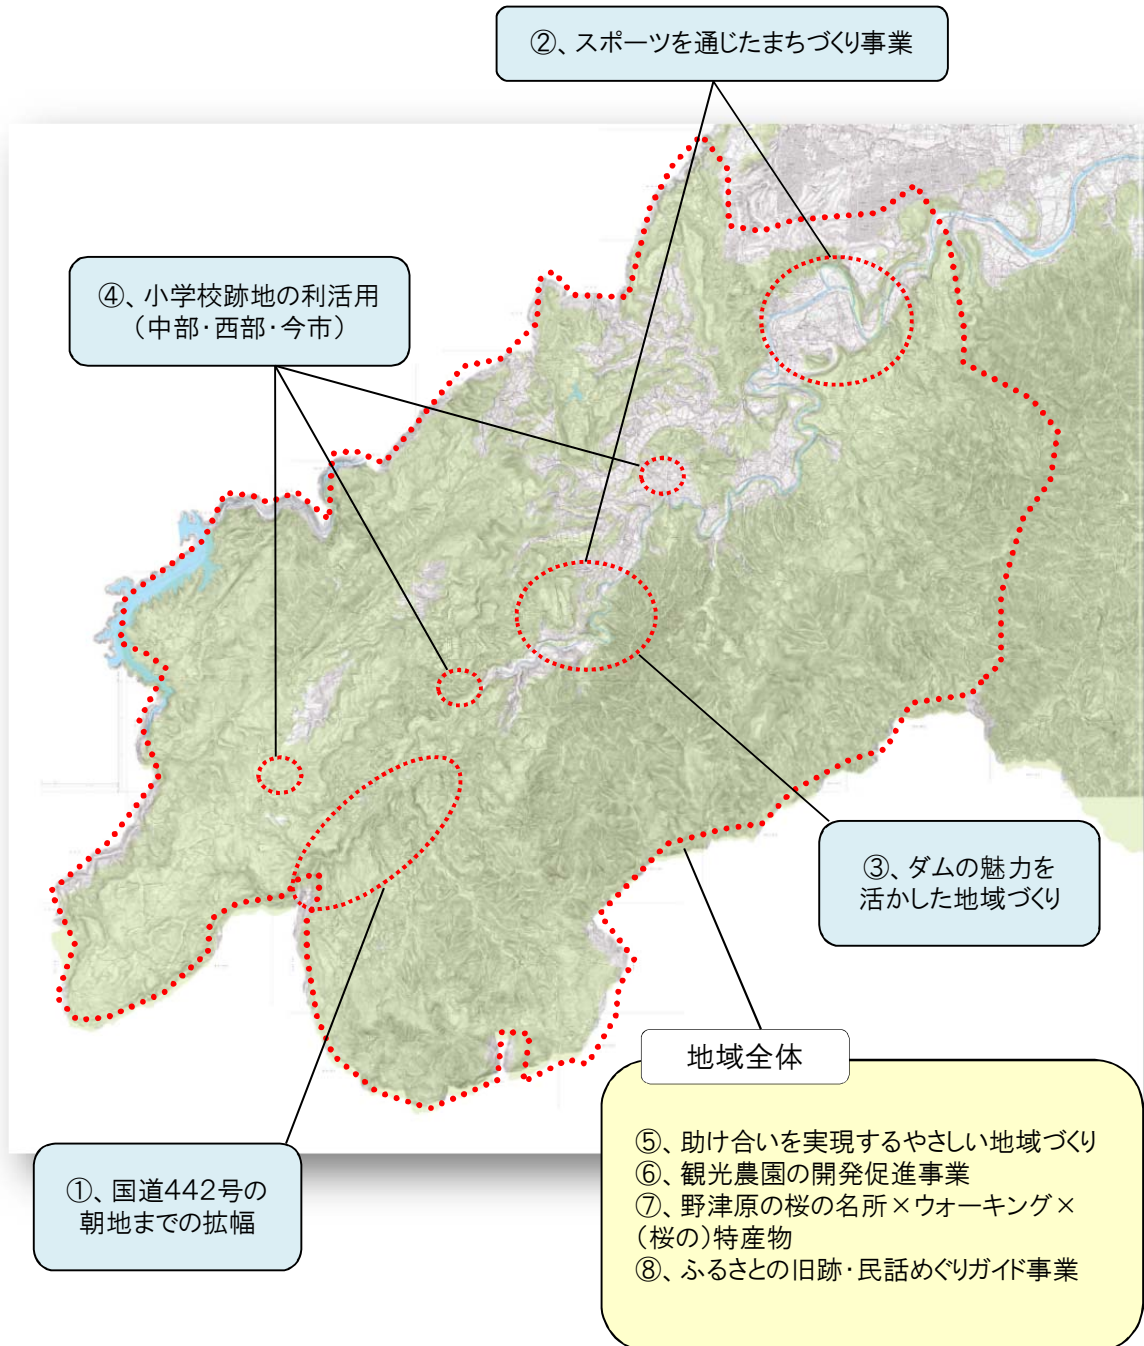 ②、スポーツを通じたまちづくり事業
④、小学校跡地の利活用
（中部・西部・今市）
③、ダムの魅力を
活かした地域づくり
地域全体
⑤、助け合いを実現するやさしい地域づくり
⑥、観光農園の開発促進事業
⑦、野津原の桜の名所×ウォーキング×
（桜の）特産物
⑧、ふるさとの旧跡・民話めぐりガイド事業
①、国道442号の
朝地までの拡幅